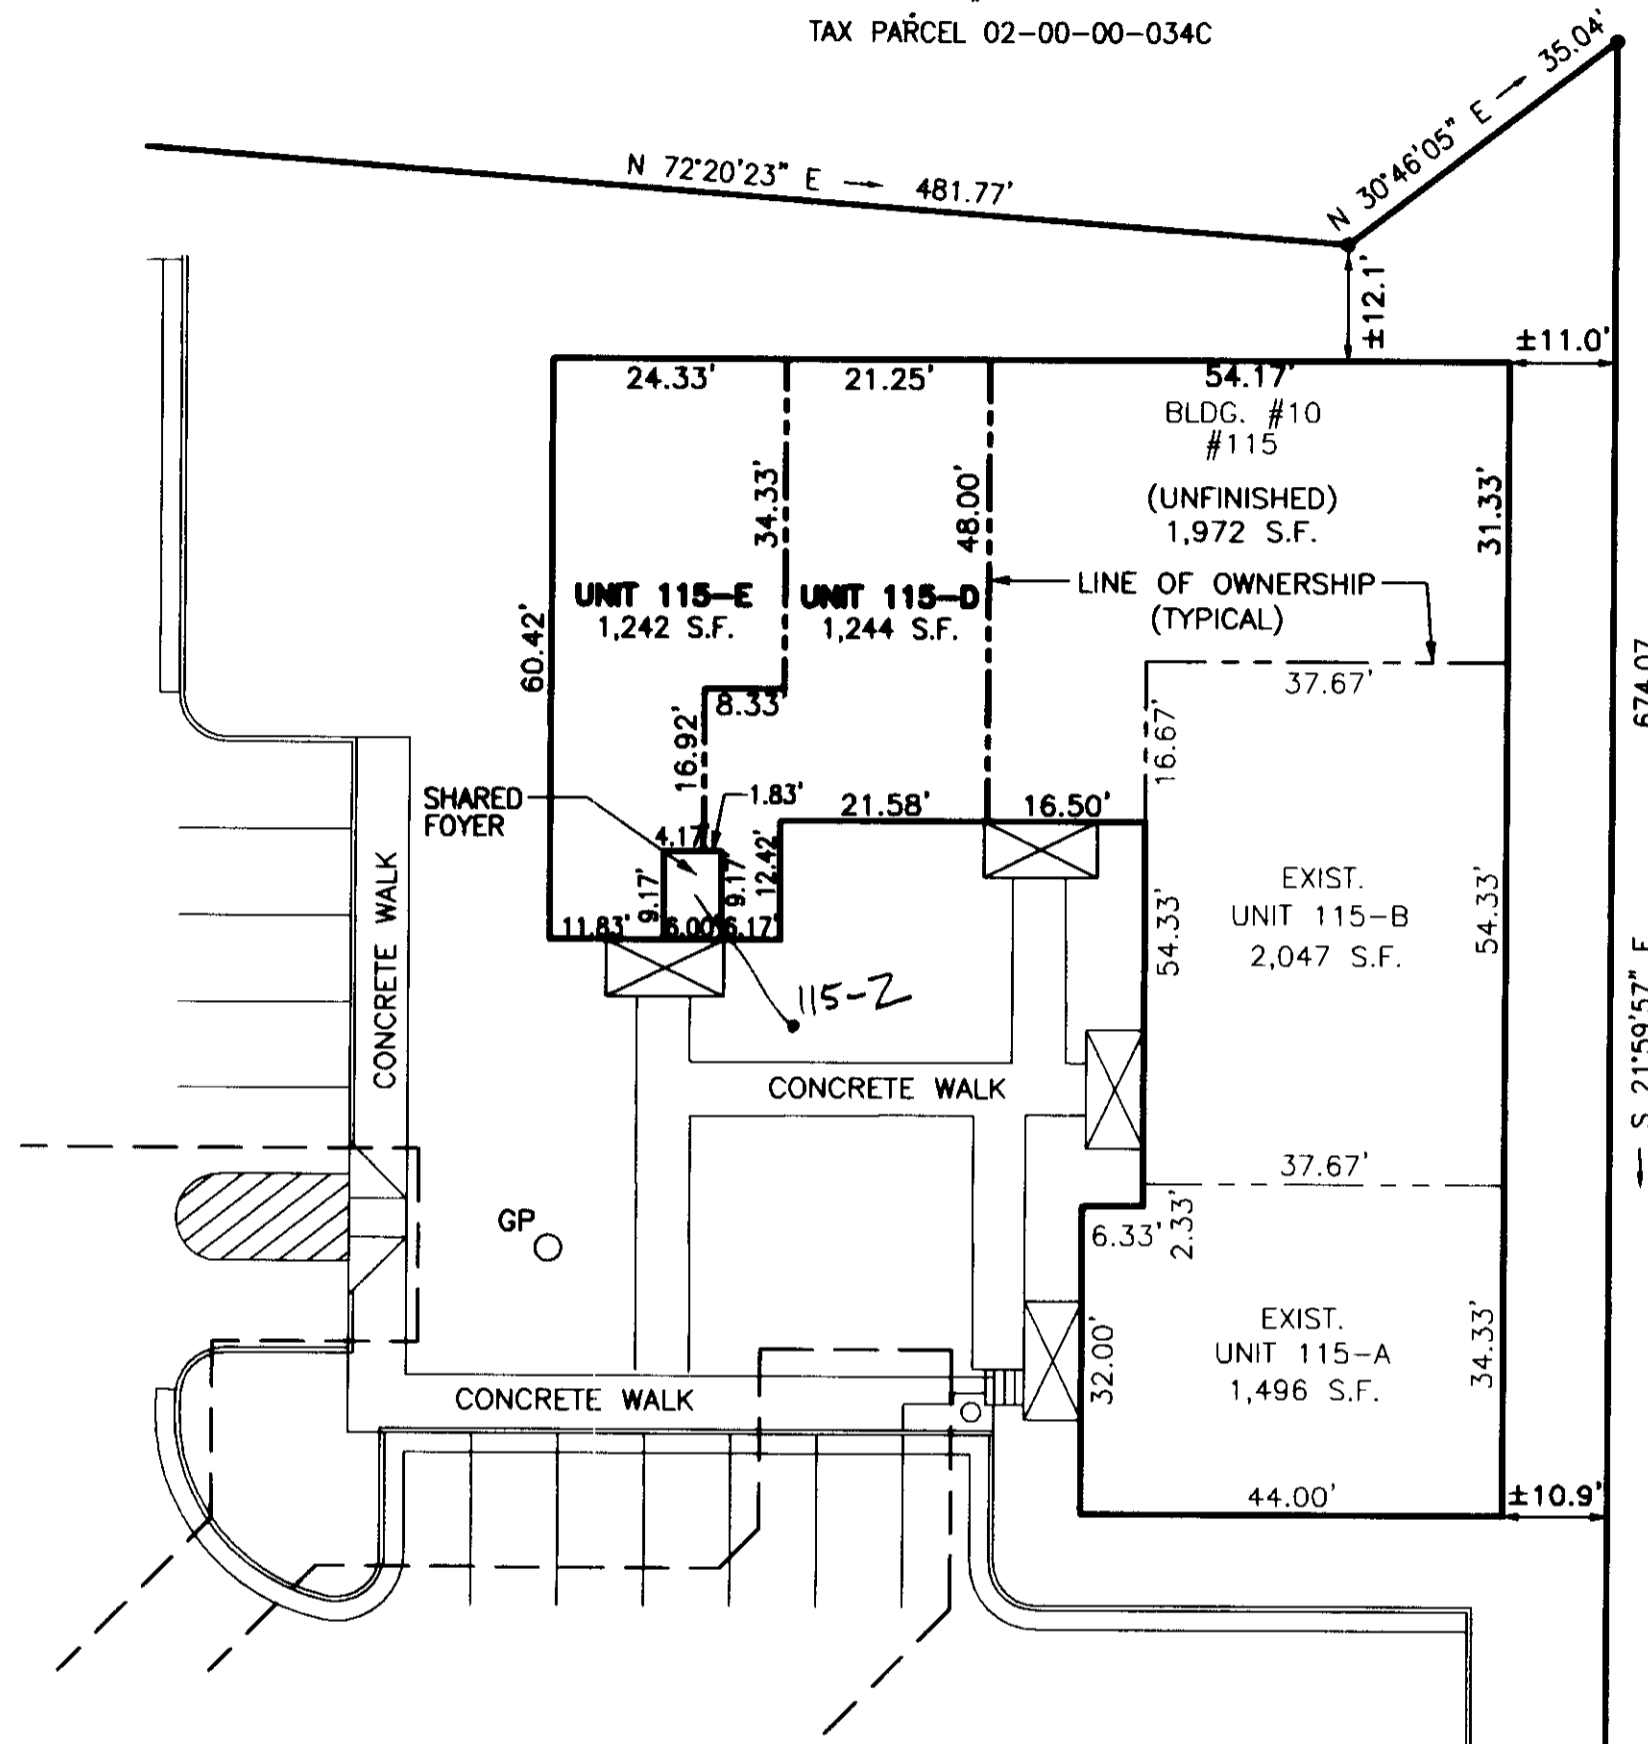 TAX PARCEL 02-00-00-034C
35.04'
N 30°46'05" E
N 72°20'23" E
481.77'
±12.1'
±11.0'
24.33'
21.25'
54.17'
BLDG. #10
#115
34.33'
48.00'
31.33'
(UNFINISHED)
1,972 S.F.
LINE OF OWNERSHIP
(TYPICAL)
UNIT 115-E
1,242 S.F.
UNIT 115-D
1,244 S.F.
60.42'
674.07
37.67'
8.33'
16.92'
16.67'
SHARED
FOYER
1.83'
21.58'
16.50'
4.17'
9.17'
9.17'
12.42'
11.83'
6.00'
6.17'
CONCRETE WALK
54.33'
EXIST.
UNIT 115-B
2,047 S.F.
54.33'
115-Z
CONCRETE WALK
S 21°59'57" E
37.67'
GP
6.33'
2.33'
EXIST.
UNIT 115-A
1,496 S.F.
32.00'
34.33'
CONCRETE WALK
44.00'
±10.9'